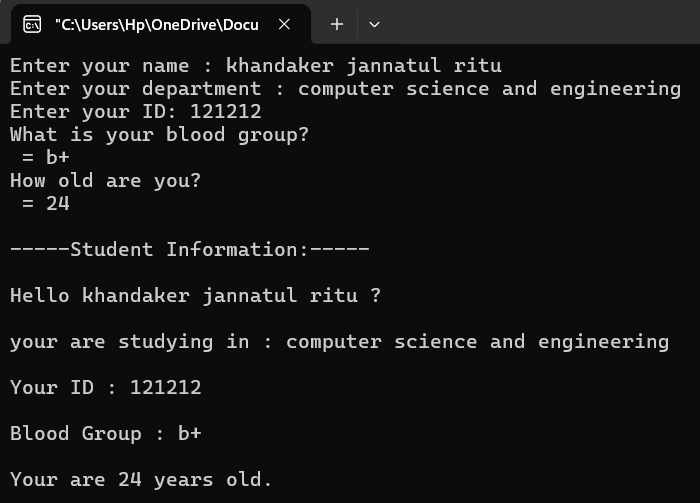 "C:\Users\Hp\OneDrive\Docu
Enter your name : khandaker jannatul ritu
Enter your department : computer science and engineering
Enter your ID: 121212
What is your blood group?
 = b+
How old are you?
 = 24
-----Student Information:-----
Hello khandaker jannatul ritu ?
your are studying in : computer science and engineering
Your ID : 121212
Blood Group : b+
Your are 24 years old.